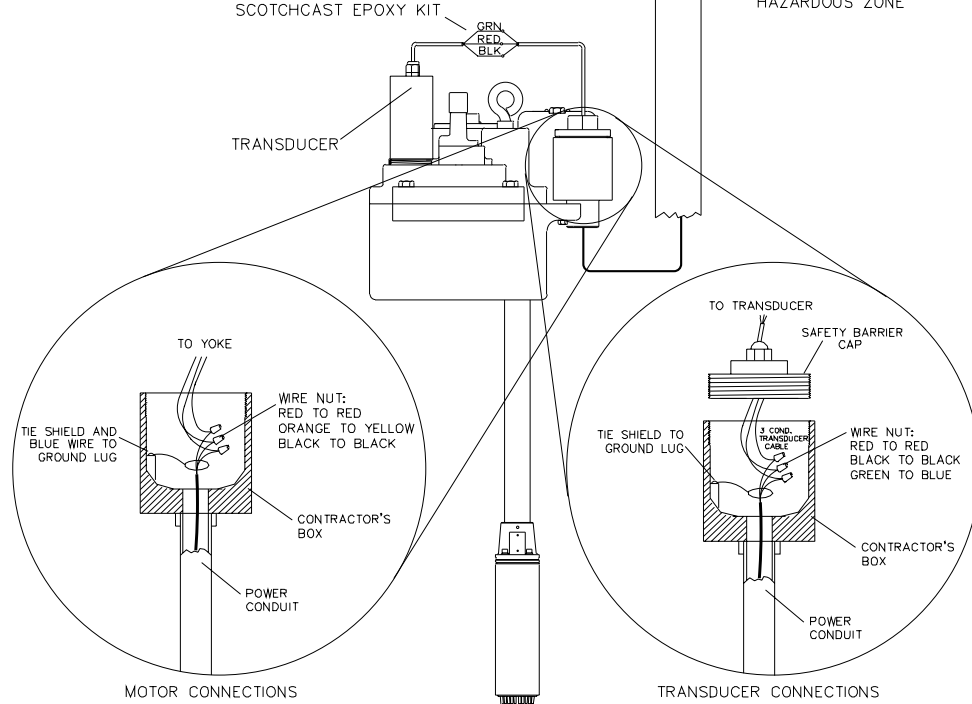 SCOTCHCAST EPOXY KIT
HAZARDOUS ZONE
GRN.
RED.
BLK.
TRANSDUCER
TO YOKE
WIRE NUT:
RED TO RED
ORANGE TO YELLOW
BLACK TO BLACK
TIE SHIELD AND
BLUE WIRE TO
GROUND LUG
CONTRACTOR'S
BOX
POWER
CONDUIT
MOTOR CONNECTIONS
TO TRANSDUCER
SAFETY BARRIER
CAP
3 COND.
TRANSDUCER
CABLE
TIE SHIELD TO
GROUND LUG
WIRE NUT:
RED TO RED
BLACK TO BLACK
GREEN TO BLUE
CONTRACTOR'S
BOX
POWER
CONDUIT
TRANSDUCER CONNECTIONS